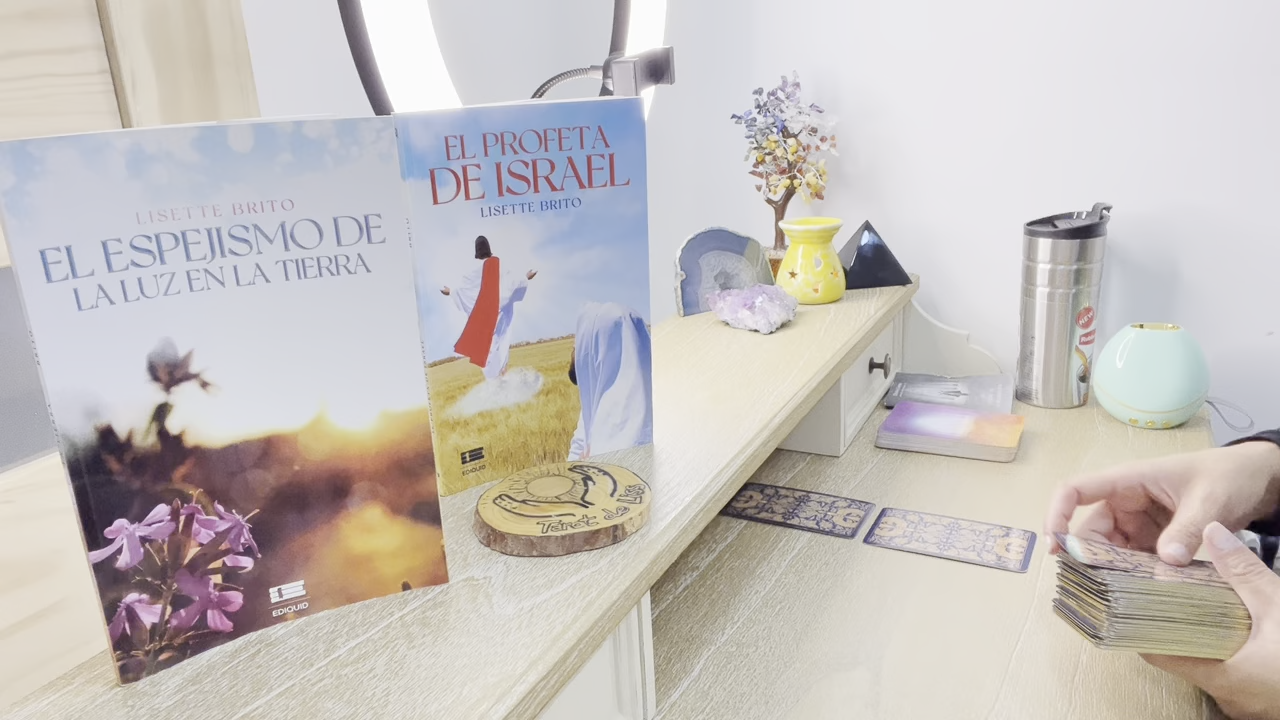 LISETTE BRITO
EL ESPEJISMO DE
LA LUZ EN LA TIERRA
EDIQUID
EL PROFETA
DE ISRAEL
LISETTE BRITO
EDIQUID
Tarot de Liss